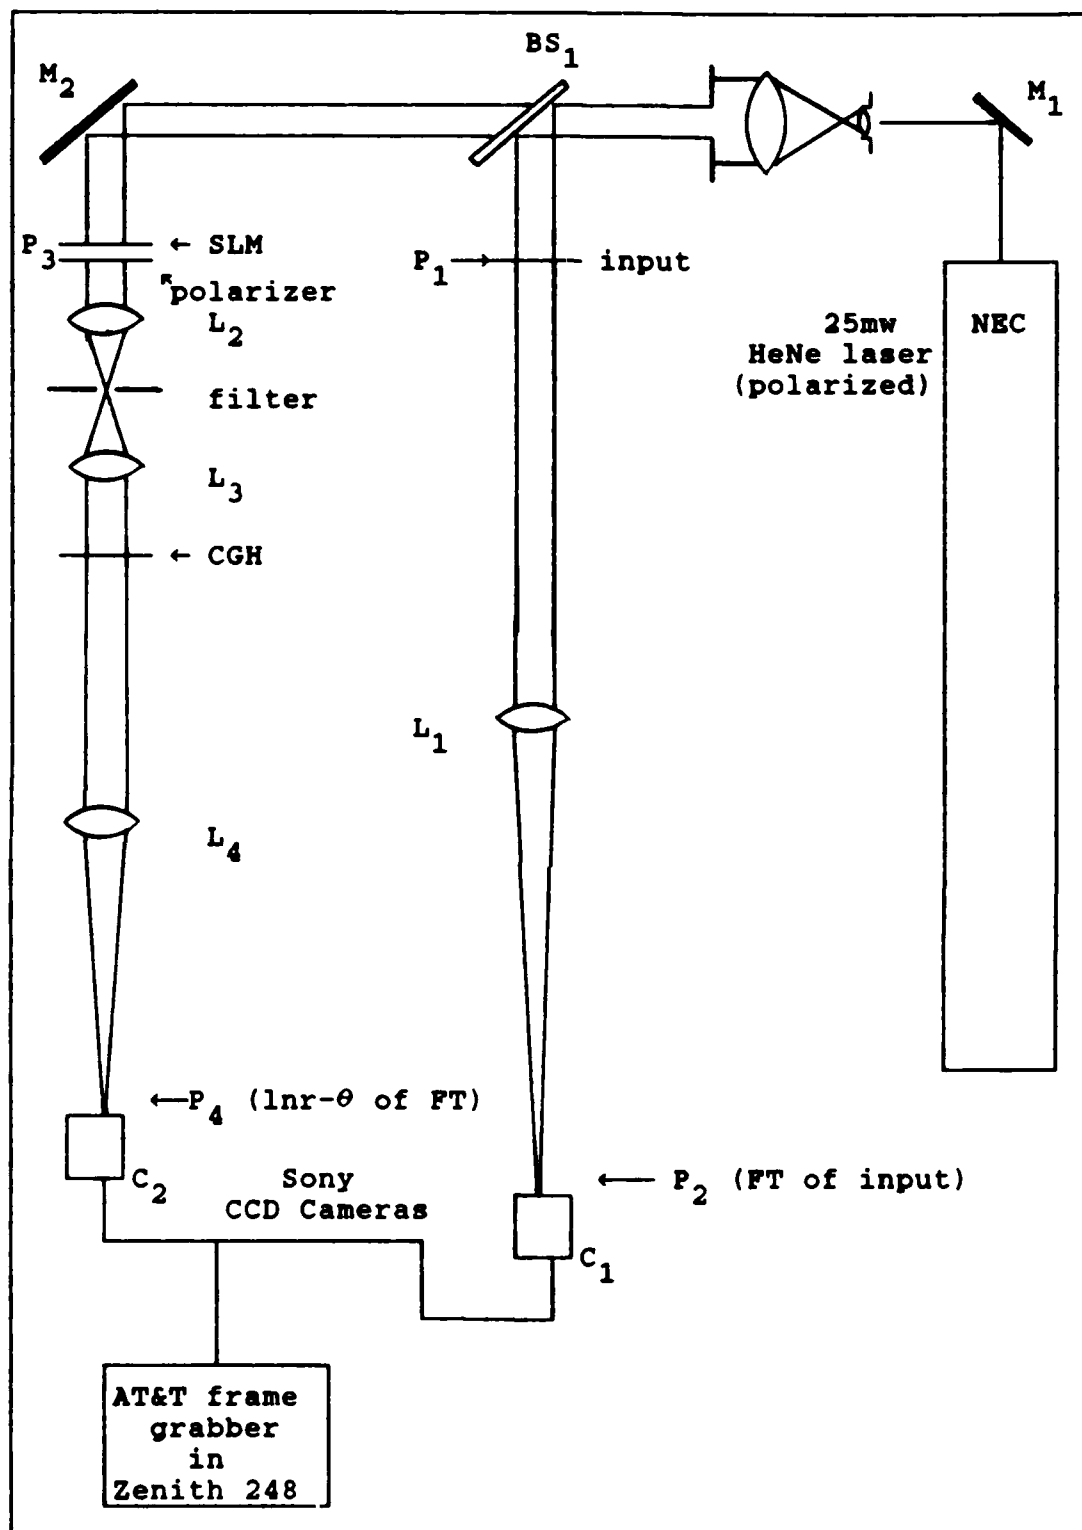 BS1
M2
M1
P3
← SLM
polarizer
L2
P1
input
25mw
HeNe laser
(polarized)
NEC
filter
L3
← CGH
L1
L4
←P4 (lnr-θ of FT)
C2
Sony
CCD Cameras
← P2 (FT of input)
C1
AT&T frame
grabber
in
Zenith 248